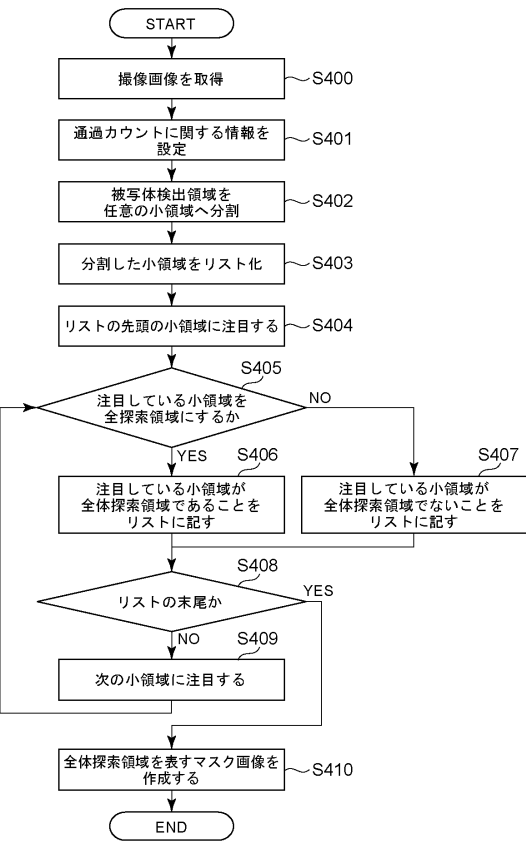 START
撮像画像を取得
S400
通過カウントに関する情報を
設定
S401
被写体検出領域を
任意の小領域へ分割
S402
分割した小領域をリスト化
S403
リストの先頭の小領域に注目する
S404
S405
注目している小領域を
全探索領域にするか
NO
YES
S406
注目している小領域が
全体探索領域であることを
リストに記す
S407
注目している小領域が
全体探索領域でないことを
リストに記す
S408
リストの末尾か
YES
NO
S409
次の小領域に注目する
全体探索領域を表すマスク画像を
作成する
S410
END